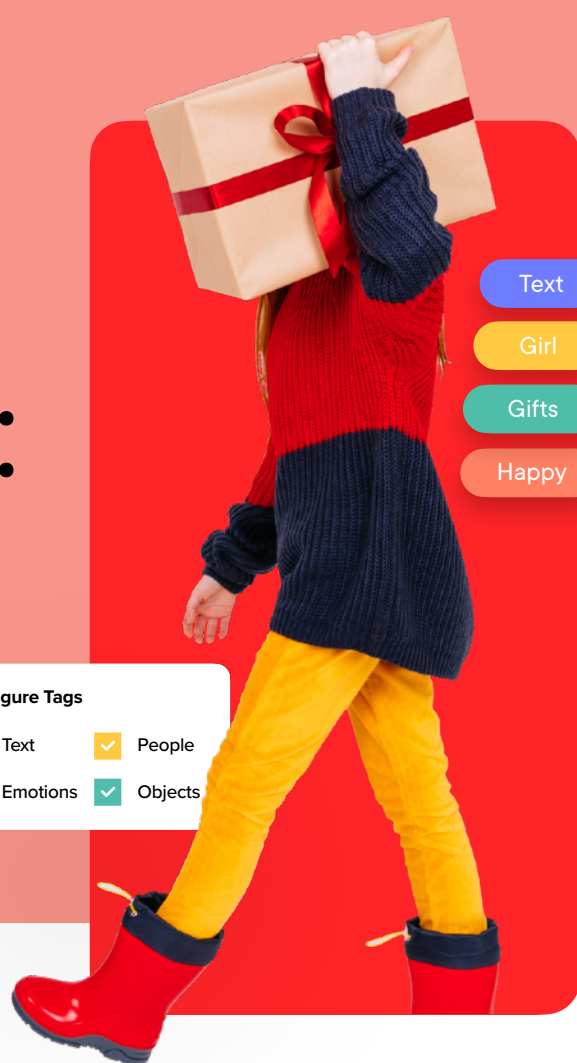 Text
Girl
Gifts
Happy
gure Tags
Text
People
Emotions
Objects